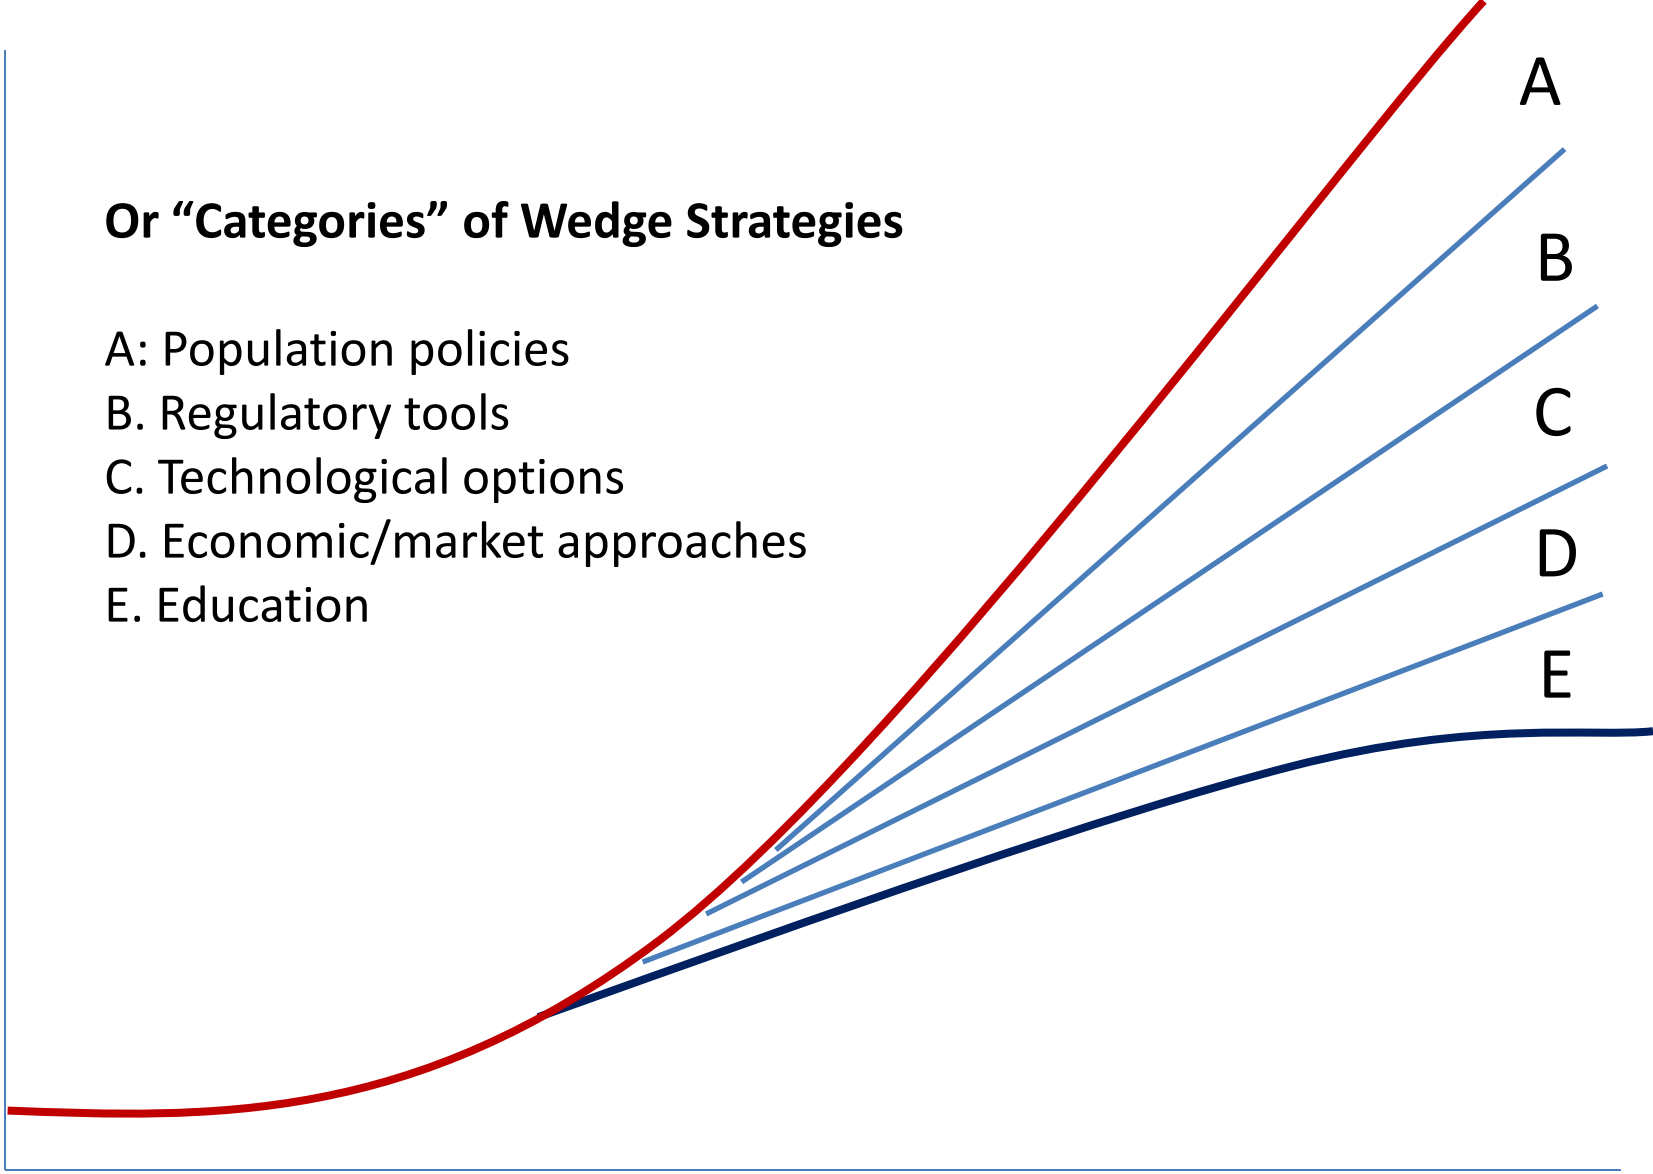 Or “Categories” of Wedge Strategies
A: Population policies
B. Regulatory tools
C. Technological options
D. Economic/market approaches
E. Education
A
B
C
D
E